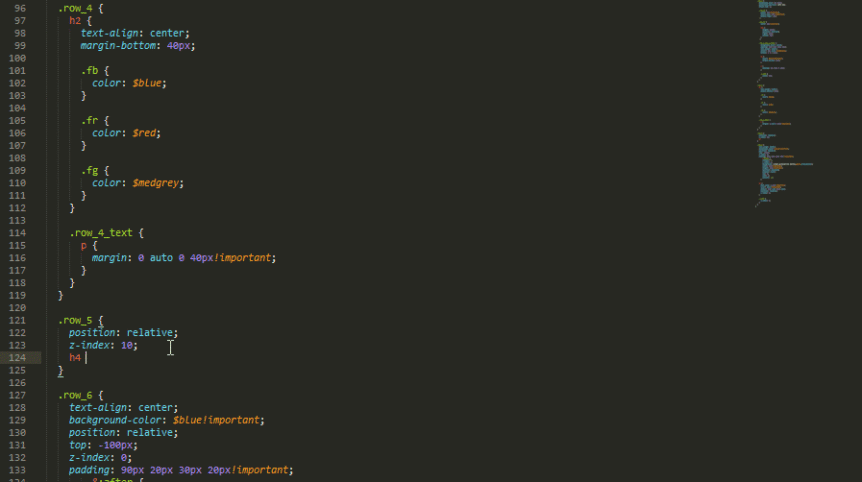 96 .row_4 {
97 h2 {
98 text-align: center;
99 margin-bottom: 40px;
100
101 .fb {
102 color: $blue;
103 }
104
105 .fr {
106 color: $red;
107 }
108
109 .fg {
110 color: $medgrey;
111 }
112 }
113
114 .row_4_text {
115 p {
116 margin: 0 auto 0 40px!important;
117 }
118 }
119 }
120
121 .row_5 {
122 position: relative;
123 z-index: 10;
124 h4
125 }
126
127 .row_6 {
128 text-align: center;
129 background-color: $blue!important;
130 position: relative;
131 top: -100px;
132 z-index: 0;
133 padding: 90px 20px 30px 20px!important;
134 &:after {